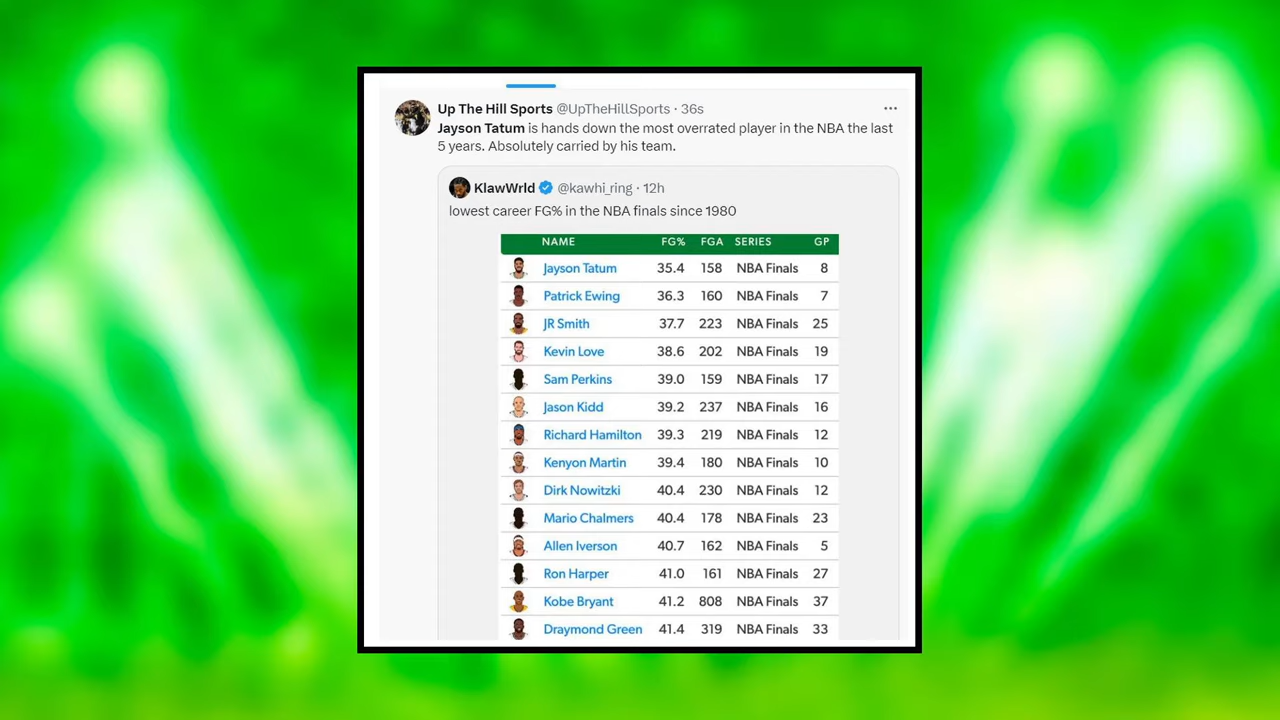 Up The Hill Sports @UpTheHillSports · 36s
Jayson Tatum is hands down the most overrated player in the NBA the last
5 years. Absolutely carried by his team.
KlawWrld @kawhi_ring · 12h
lowest career FG% in the NBA finals since 1980
NAME FG% FGA SERIES GP
Jayson Tatum 35.4 158 NBA Finals 8
Patrick Ewing 36.3 160 NBA Finals 7
JR Smith 37.7 223 NBA Finals 25
Kevin Love 38.6 202 NBA Finals 19
Sam Perkins 39.0 159 NBA Finals 17
Jason Kidd 39.2 237 NBA Finals 16
Richard Hamilton 39.3 219 NBA Finals 12
Kenyon Martin 39.4 180 NBA Finals 10
Dirk Nowitzki 40.4 230 NBA Finals 12
Mario Chalmers 40.4 178 NBA Finals 23
Allen Iverson 40.7 162 NBA Finals 5
Ron Harper 41.0 161 NBA Finals 27
Kobe Bryant 41.2 808 NBA Finals 37
Draymond Green 41.4 319 NBA Finals 33